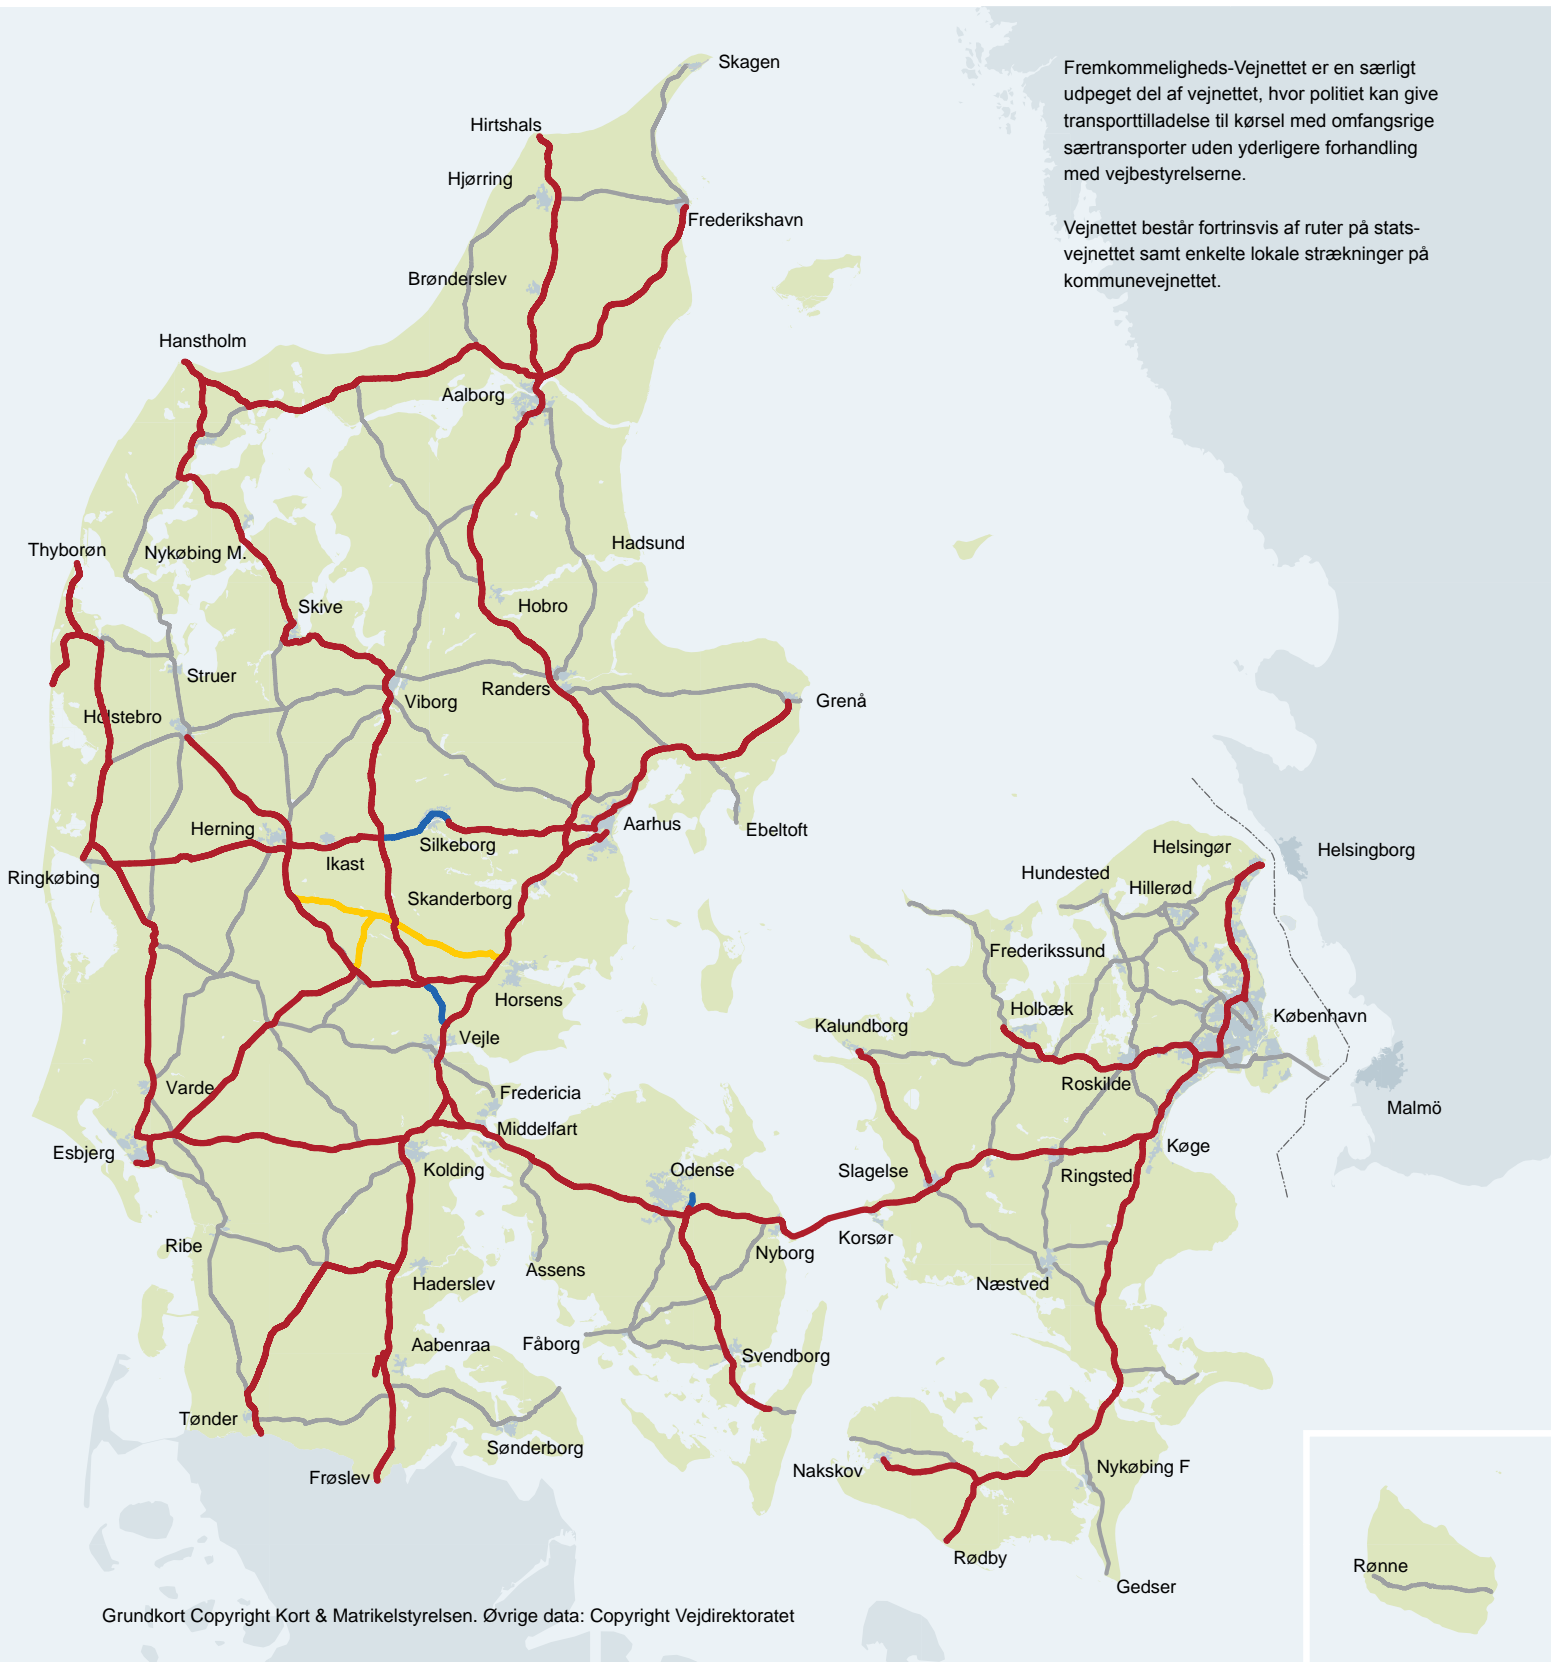 Skagen
Fremkommeligheds-Vejnettet er en særligt
udpeget del af vejnettet, hvor politiet kan give
transporttilladelse til kørsel med omfangsrige
særtransporter uden yderligere forhandling
med vejbestyrelserne.
Vejnettet består fortrinsvis af ruter på stats-
vejnettet samt enkelte lokale strækninger på
kommunevejnettet.
Hirtshals
Hjørring
Frederikshavn
Brønderslev
Hanstholm
Aalborg
Hadsund
Thyborøn
Nykøbing M.
Hobro
Skive
Struer
Randers
Viborg
Grenå
Holstebro
Herning
Aarhus
Ebeltoft
Silkeborg
Ikast
Ringkøbing
Skanderborg
Helsingør
Helsingborg
Hundested
Hillerød
Frederikssund
Horsens
Holbæk
København
Kalundborg
Vejle
Varde
Fredericia
Roskilde
Malmö
Middelfart
Esbjerg
Kolding
Odense
Slagelse
Ringsted
Køge
Ribe
Nyborg
Korsør
Assens
Haderslev
Næstved
Aabenraa
Fåborg
Svendborg
Tønder
Sønderborg
Frøslev
Nakskov
Nykøbing F
Rødby
Gedser
Rønne
Grundkort Copyright Kort & Matrikelstyrelsen. Øvrige data: Copyright Vejdirektoratet